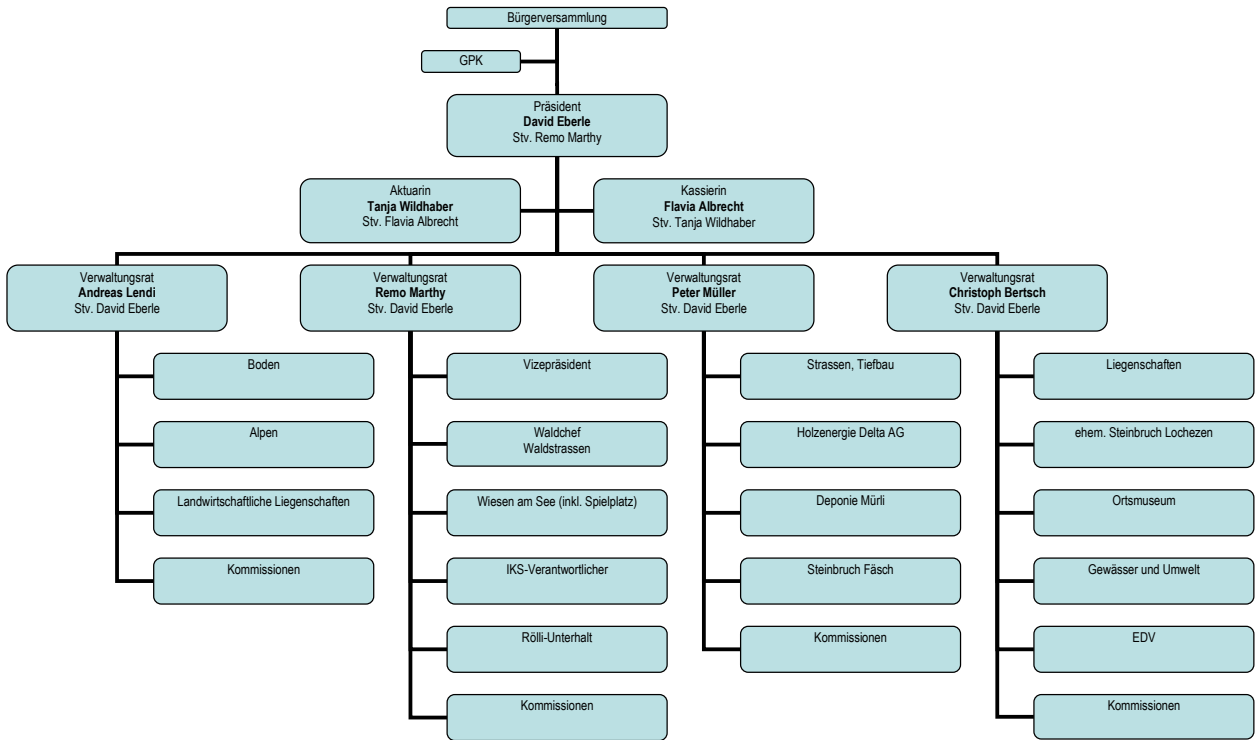 Bürgerversammlung
GPK
Präsident
David Eberle
Stv. Remo Marthy
Aktuarin
Tanja Wildhaber
Stv. Flavia Albrecht
Kassierin
Flavia Albrecht
Stv. Tanja Wildhaber
Verwaltungsrat
Andreas Lendi
Stv. David Eberle
Boden
Alpen
Landwirtschaftliche Liegenschaften
Kommissionen
Verwaltungsrat
Remo Marthy
Stv. David Eberle
Vizepräsident
Waldchef
Waldstrassen
Wiesen am See (inkl. Spielplatz)
IKS-Verantwortlicher
Rölli-Unterhalt
Kommissionen
Verwaltungsrat
Peter Müller
Stv. David Eberle
Strassen, Tiefbau
Holzenergie Delta AG
Deponie Mürli
Steinbruch Fäsch
Kommissionen
Verwaltungsrat
Christoph Bertsch
Stv. David Eberle
Liegenschaften
ehem. Steinbruch Lochezen
Ortsmuseum
Gewässer und Umwelt
EDV
Kommissionen